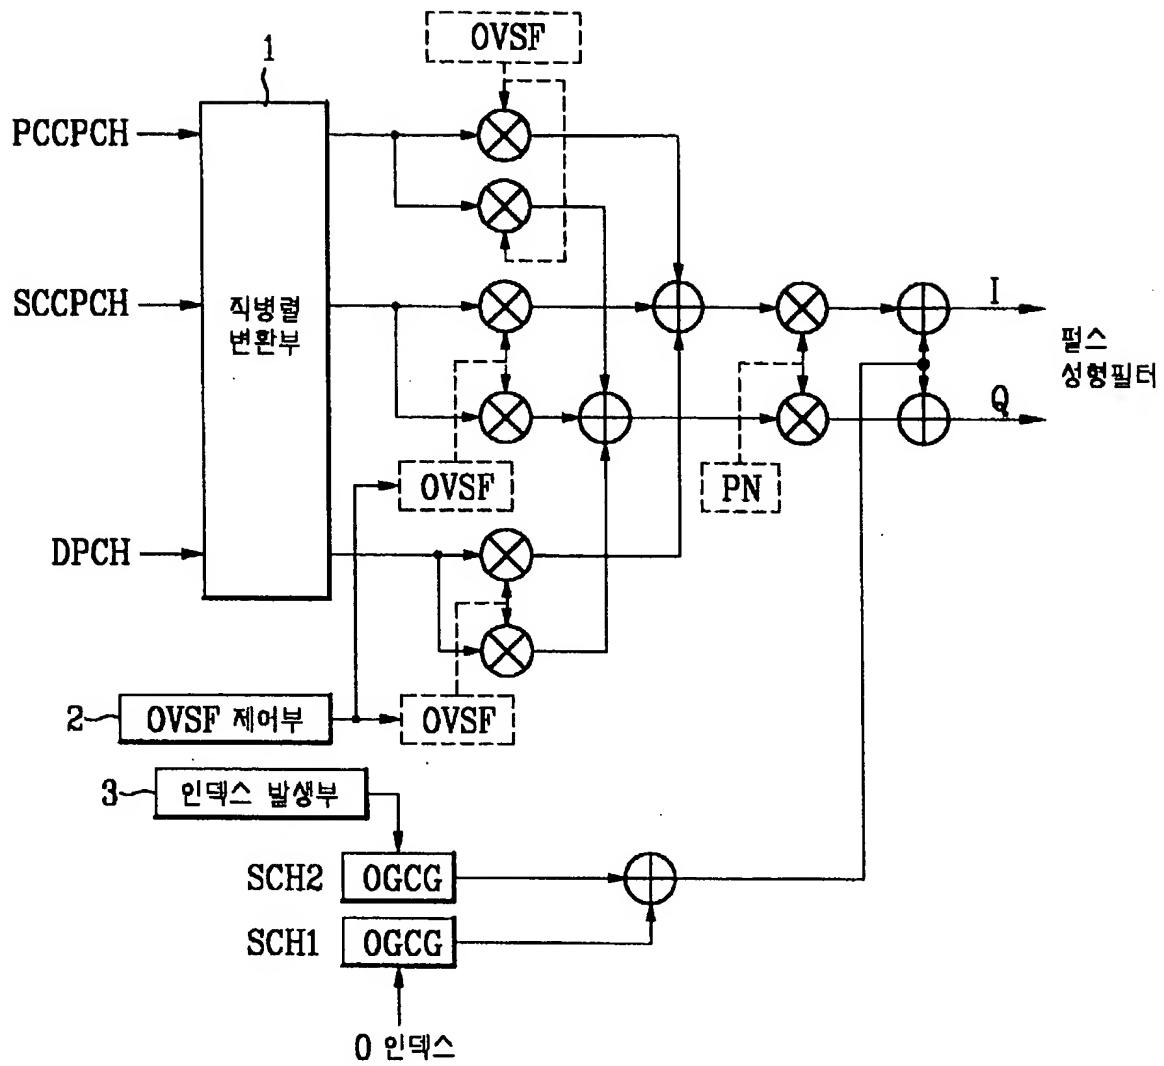 OVSF
1
PCCPCH
SCCPCH
직병렬
변환부
I
펄스
성형필터
Q
OVSF
PN
DPCH
2
OVSF 제어부
OVSF
3
인덱스 발생부
SCH2
OGCG
SCH1
OGCG
0 인덱스